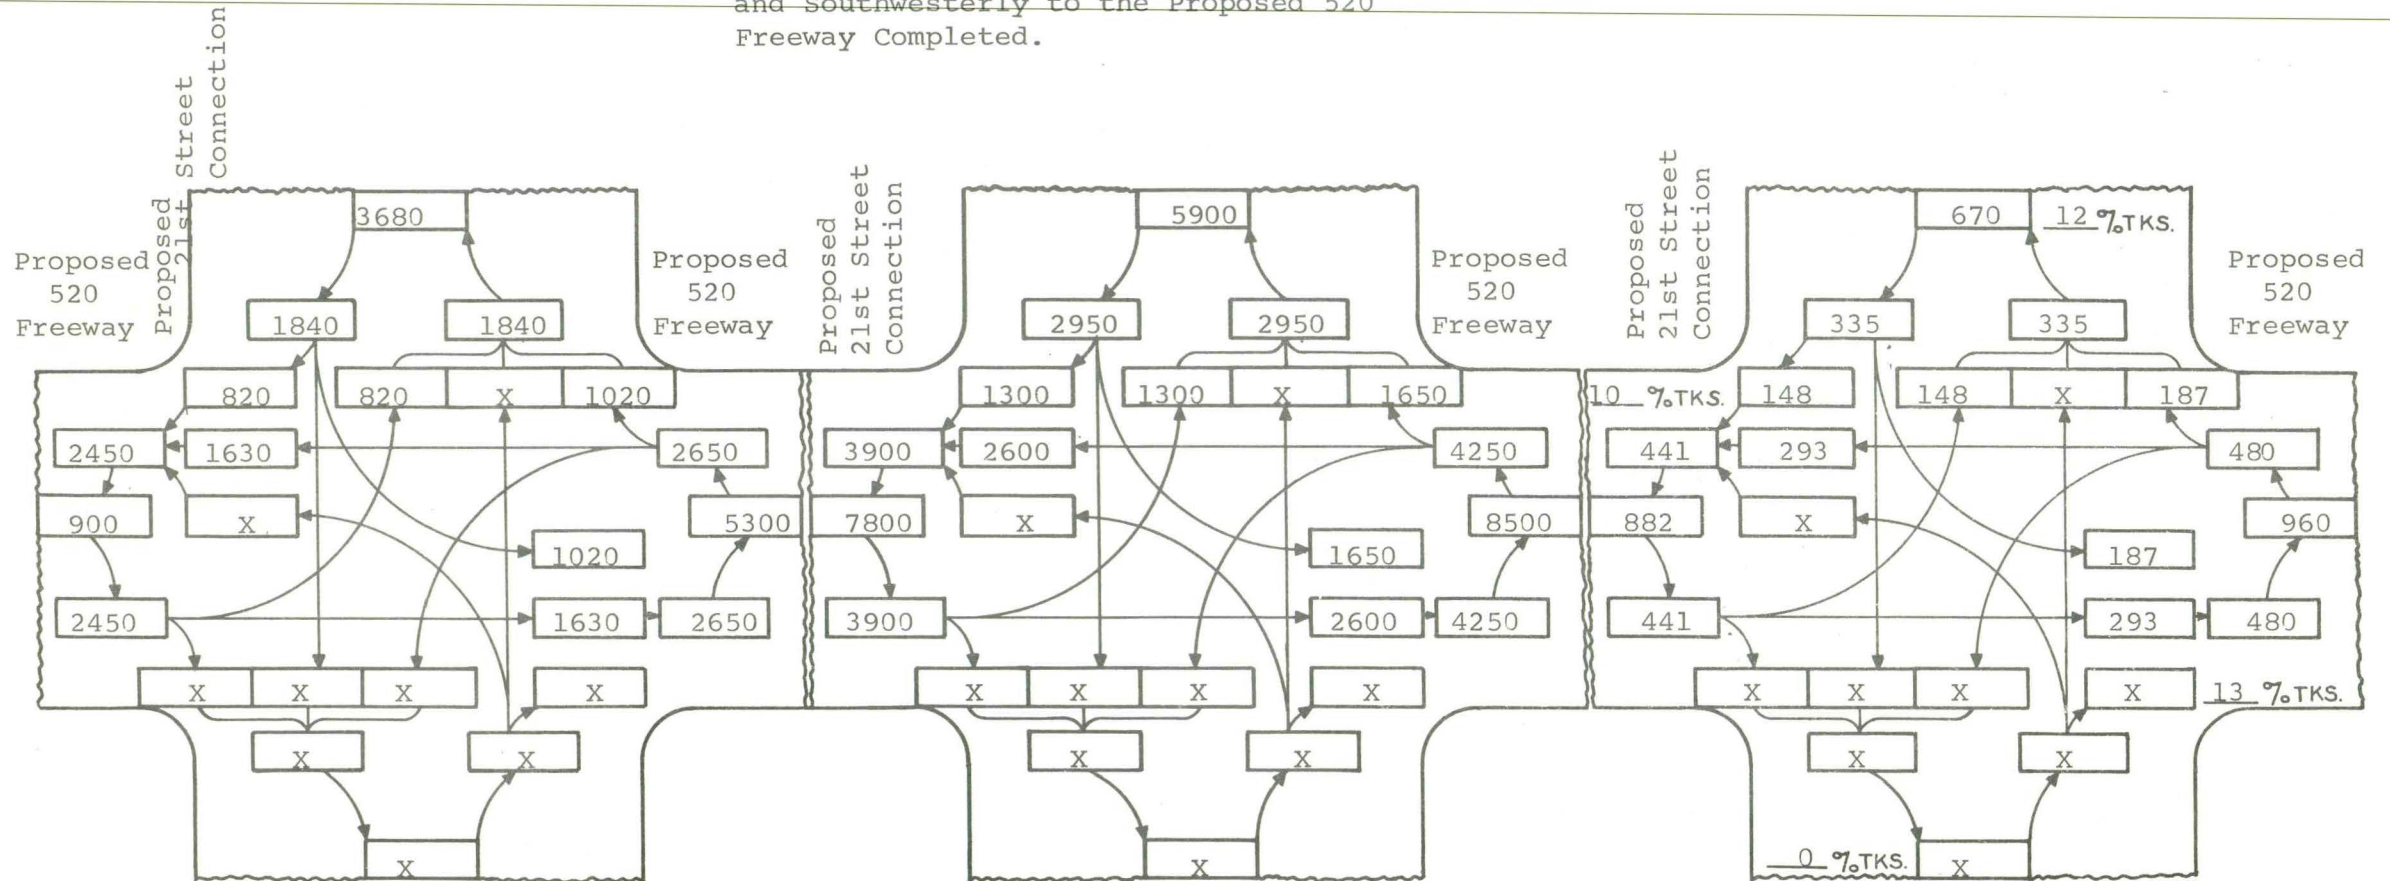 and Southwesterly to the Proposed 520
Freeway Completed.
Proposed
21st Street
Connection
Proposed
520
Freeway
3680
Proposed
520
Freeway
1840
1840
820
820
X
1020
2450
1630
2650
900
X
5300
1020
2450
1630
2650
X
X
X
X
X
X
X
Proposed
21st Street
Connection
5900
Proposed
520
Freeway
2950
2950
1300
1300
X
1650
3900
2600
4250
7800
X
8500
1650
3900
2600
4250
X
X
X
X
X
X
X
Proposed
21st Street
Connection
670
12 %TKS.
Proposed
520
Freeway
335
335
10 %TKS.
148
148
X
187
441
293
480
882
X
960
187
441
293
480
X
X
X
X
13 %TKS.
X
X
0 %TKS.
X